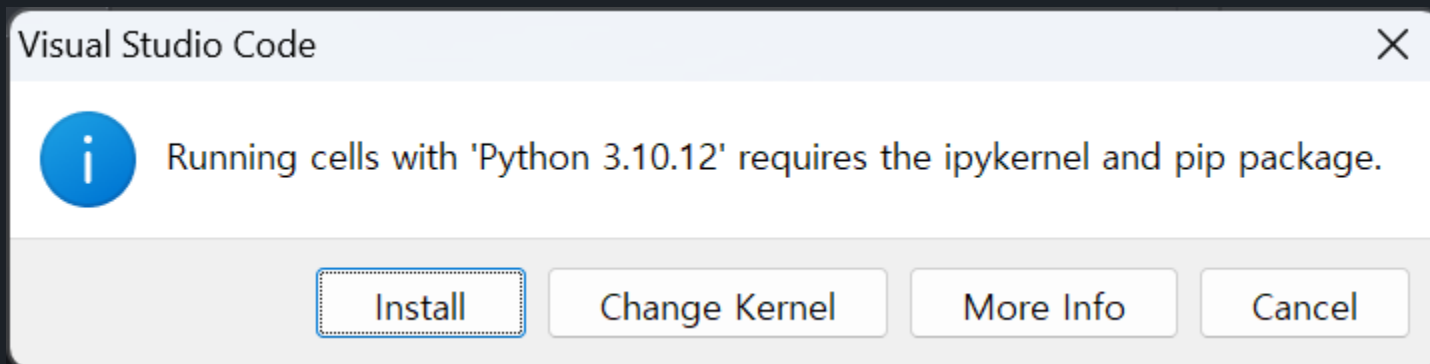 Visual Studio Code
Running cells with 'Python 3.10.12' requires the ipykernel and pip package.
Install
Change Kernel
More Info
Cancel